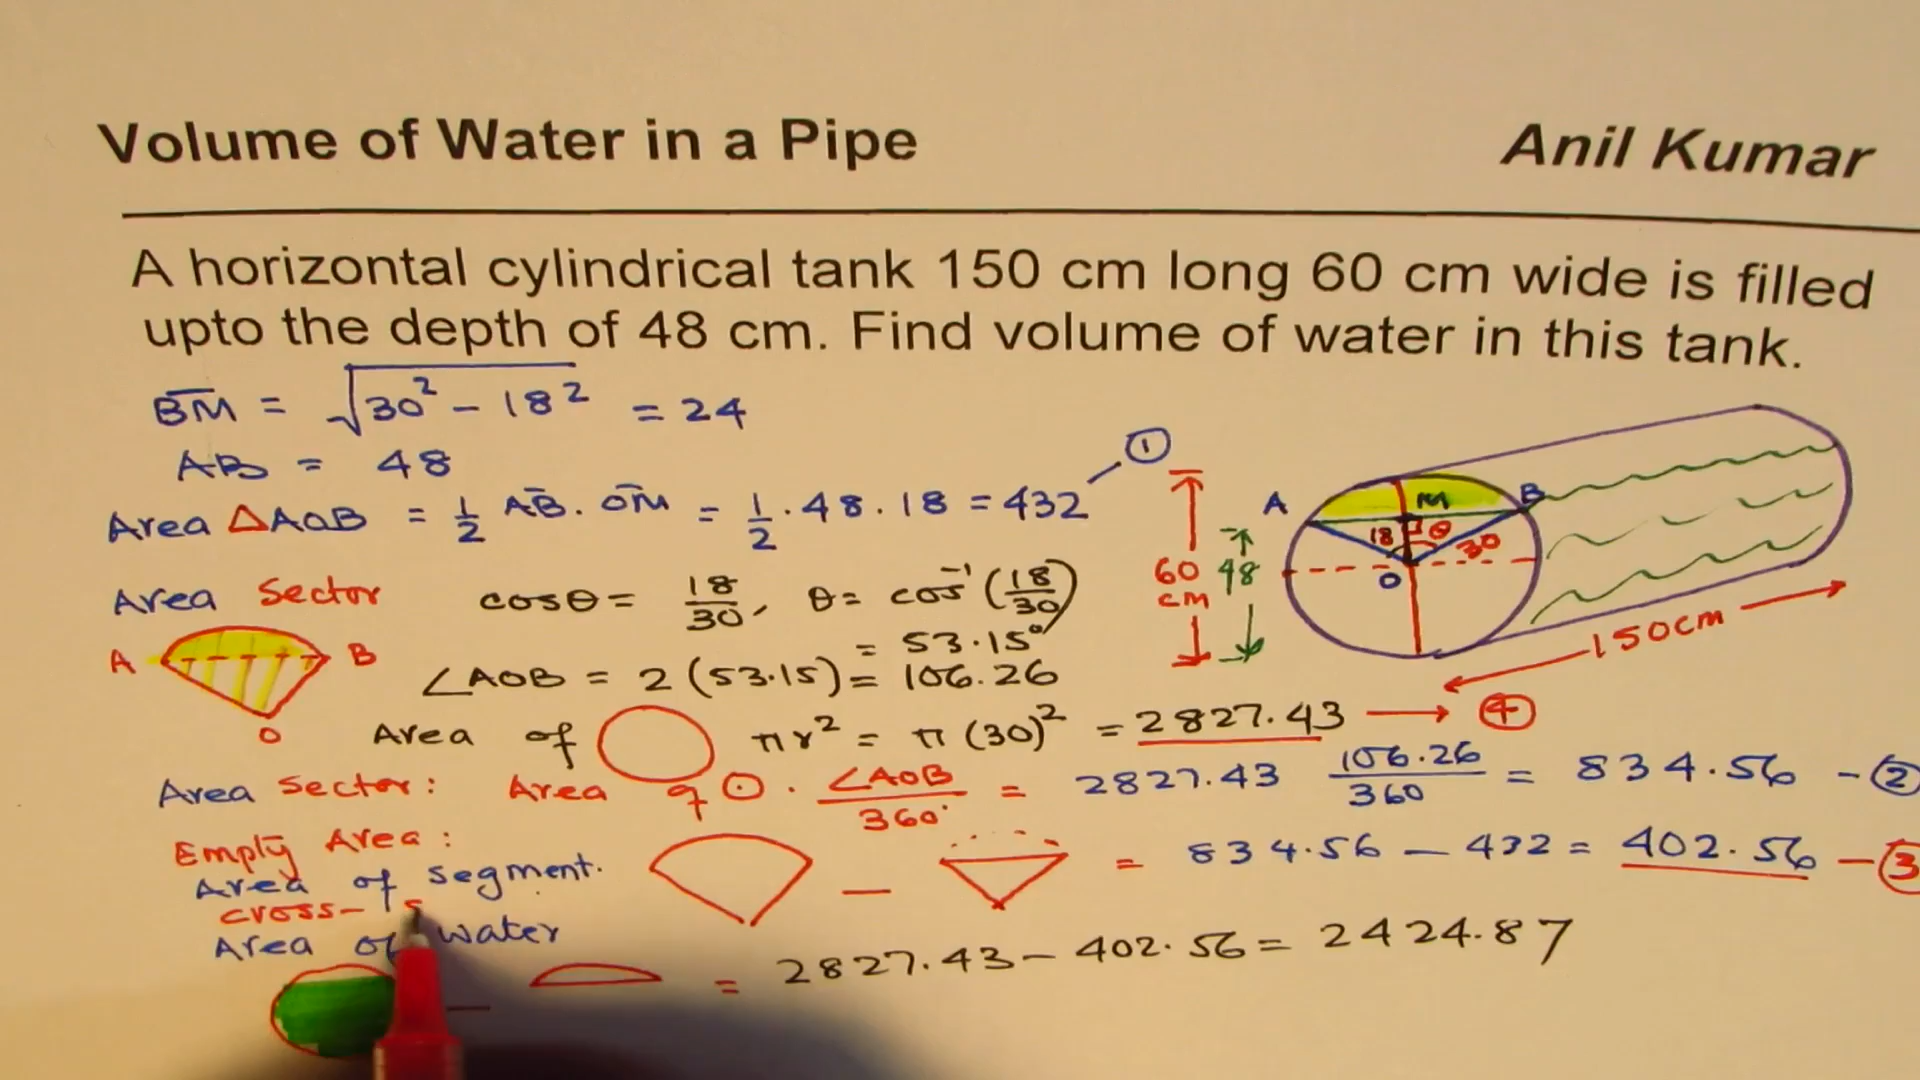 Volume of Water in a Pipe
Anil Kumar
A horizontal cylindrical tank 150 cm long 60 cm wide is filled
upto the depth of 48 cm. Find volume of water in this tank.
BM = √30² - 18² = 24
AB = 48
Area △AOB = 1/2 AB . OM = 1/2 . 48 . 18 = 432 ①
Area Sector
cosθ = 18/30, θ = cos⁻¹ (18/30)
= 53.15°
A B
O
∠AOB = 2 (53.15) = 106.26
Area of ◯ πr² = π (30)² = 2827.43 → ④
Area Sector : Area of ⊙ . ∠AOB/360° = 2827.43 106.26/360 = 834.56 - ②
Empty Area :
Area of segment.
= 834.56 - 432 = 402.56 - ③
cross-
Area of water
= 2827.43 - 402.56 = 2424.87
A M B
18 θ 30
O
60 cm
48
150cm